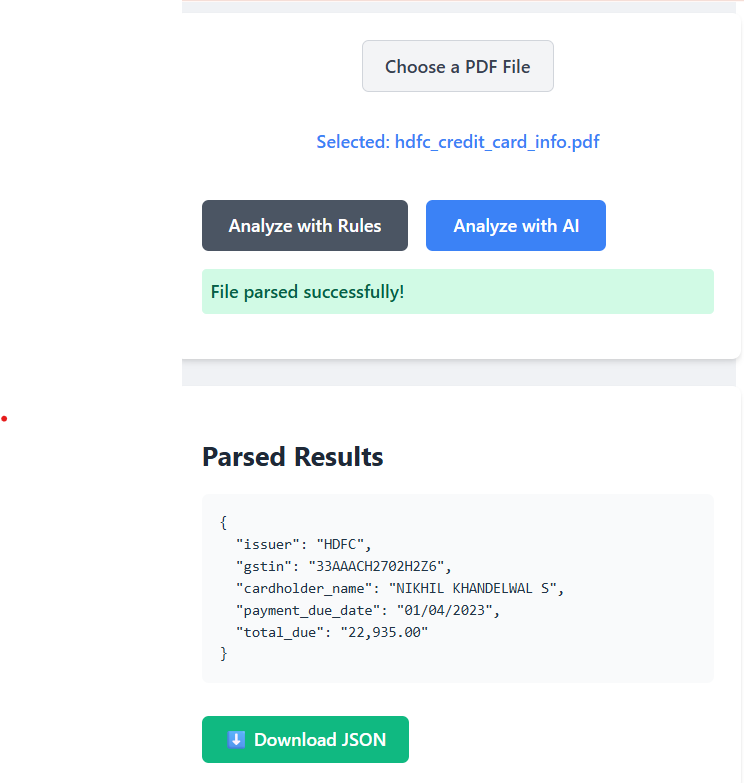 Choose a PDF File
Selected: hdfc_credit_card_info.pdf
Analyze with Rules Analyze with AI
File parsed successfully!
Parsed Results
{
  "issuer": "HDFC",
  "gstin": "33AAACH2702H2Z6",
  "cardholder_name": "NIKHIL KHANDELWAL S",
  "payment_due_date": "01/04/2023",
  "total_due": "22,935.00"
}
⬇️ Download JSON